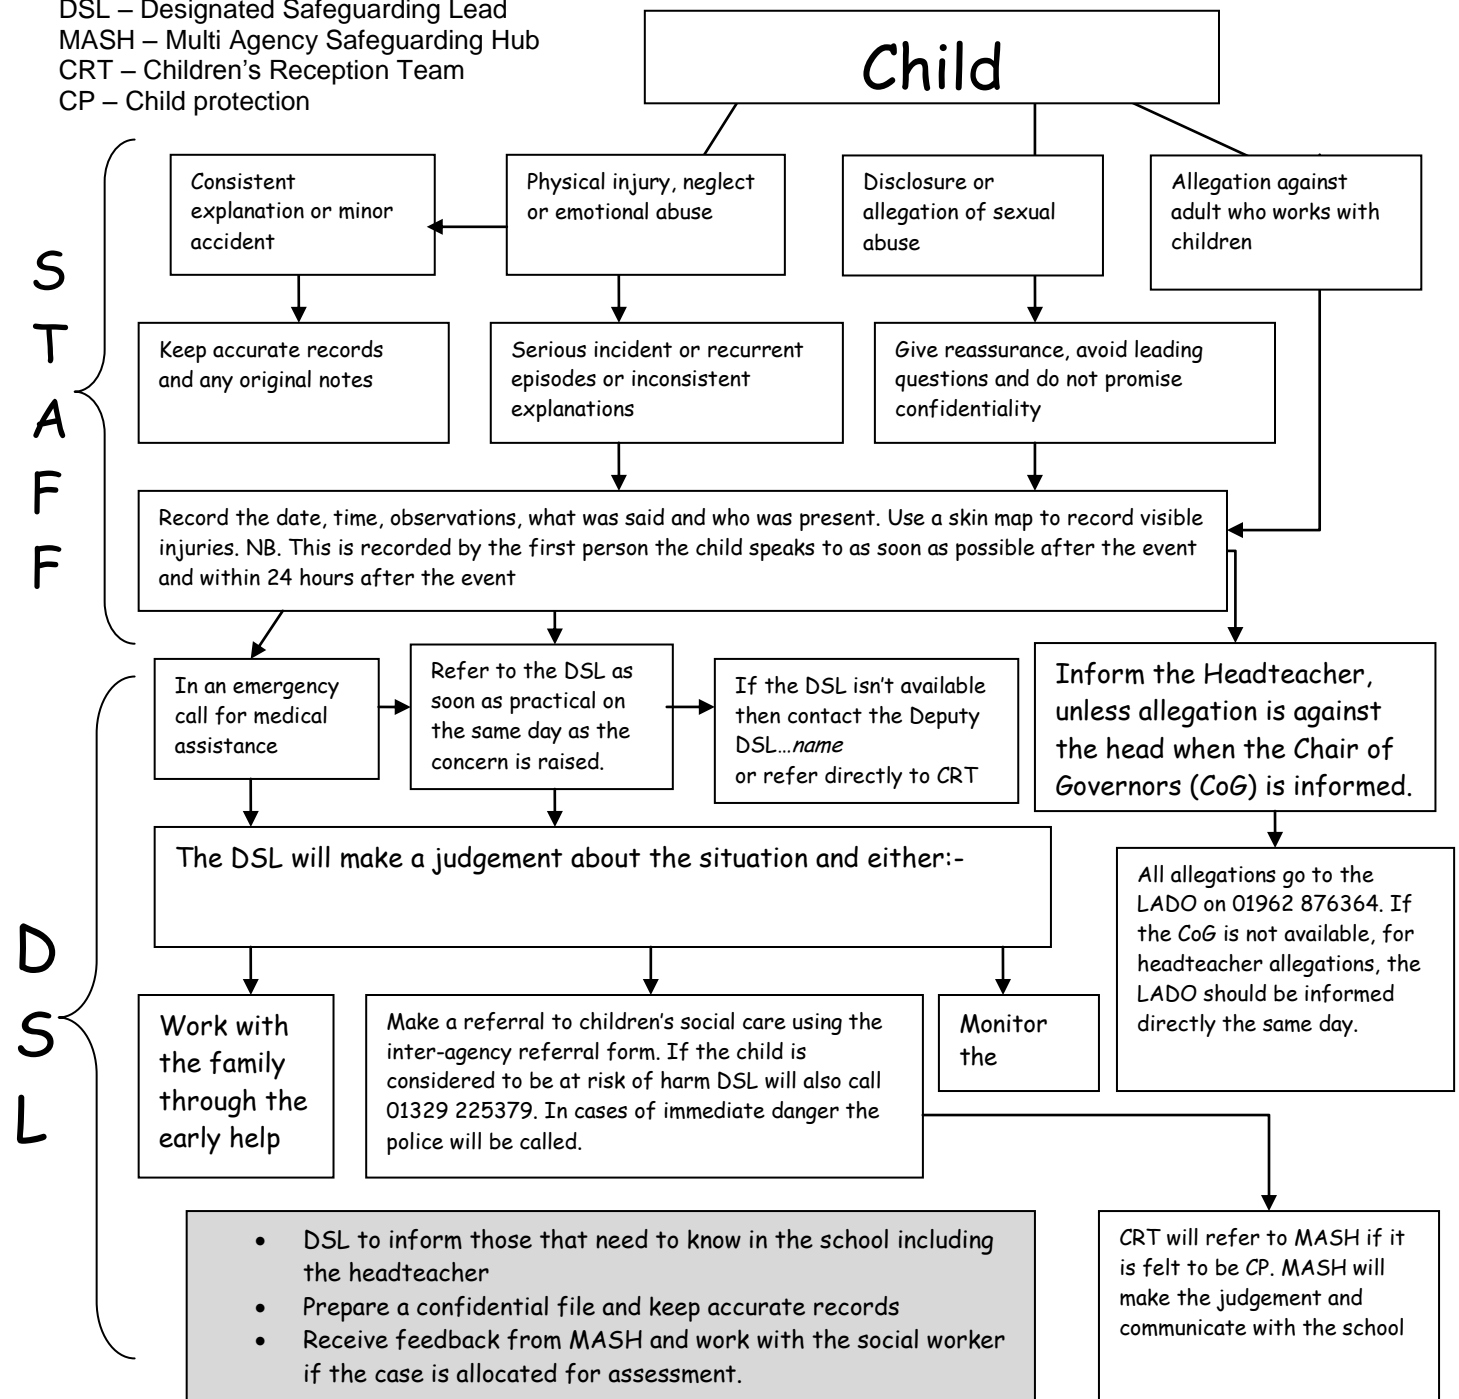 DSL – Designated Safeguarding Lead
MASH – Multi Agency Safeguarding Hub
CRT – Children's Reception Team
CP – Child protection
Child
Consistent
explanation or minor
accident
Physical injury, neglect
or emotional abuse
Disclosure or
allegation of sexual
abuse
Allegation against
adult who works with
children
S
T
A
F
F
Keep accurate records
and any original notes
Serious incident or recurrent
episodes or inconsistent
explanations
Give reassurance, avoid leading
questions and do not promise
confidentiality
Record the date, time, observations, what was said and who was present. Use a skin map to record visible
injuries. NB. This is recorded by the first person the child speaks to as soon as possible after the event
and within 24 hours after the event
In an emergency
call for medical
assistance
Refer to the DSL as
soon as practical on
the same day as the
concern is raised.
If the DSL isn't available
then contact the Deputy
DSL…name
or refer directly to CRT
Inform the Headteacher,
unless allegation is against
the head when the Chair of
Governors (CoG) is informed.
D
S
L
The DSL will make a judgement about the situation and either:-
All allegations go to the
LADO on 01962 876364. If
the CoG is not available, for
headteacher allegations, the
LADO should be informed
directly the same day.
Work with
the family
through the
early help
Make a referral to children's social care using the
inter-agency referral form. If the child is
considered to be at risk of harm DSL will also call
01329 225379. In cases of immediate danger the
police will be called.
Monitor
the
• DSL to inform those that need to know in the school including
the headteacher
• Prepare a confidential file and keep accurate records
• Receive feedback from MASH and work with the social worker
if the case is allocated for assessment.
CRT will refer to MASH if it
is felt to be CP. MASH will
make the judgement and
communicate with the school